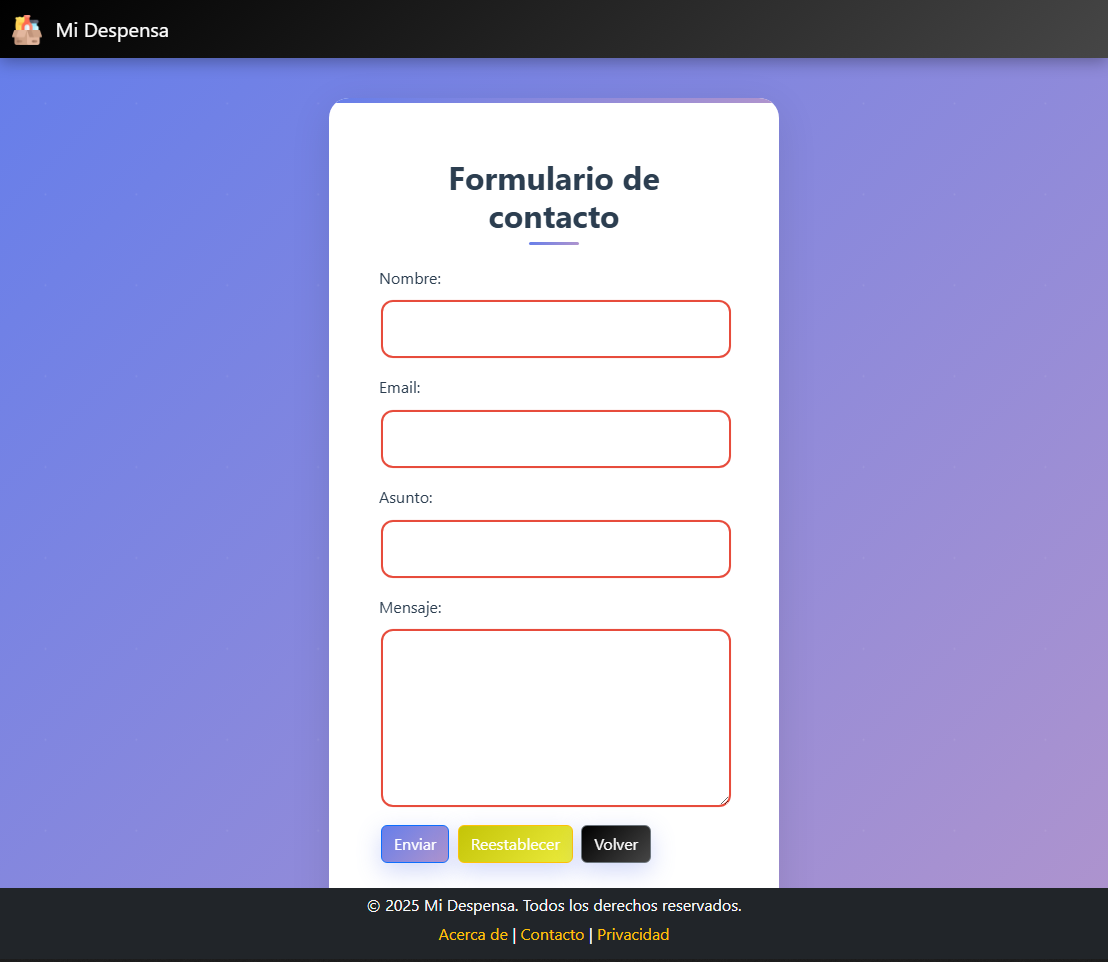 Mi Despensa
Formulario de
contacto
Nombre:
Email:
Asunto:
Mensaje:
Enviar Reestablecer Volver
© 2025 Mi Despensa. Todos los derechos reservados.
Acerca de | Contacto | Privacidad